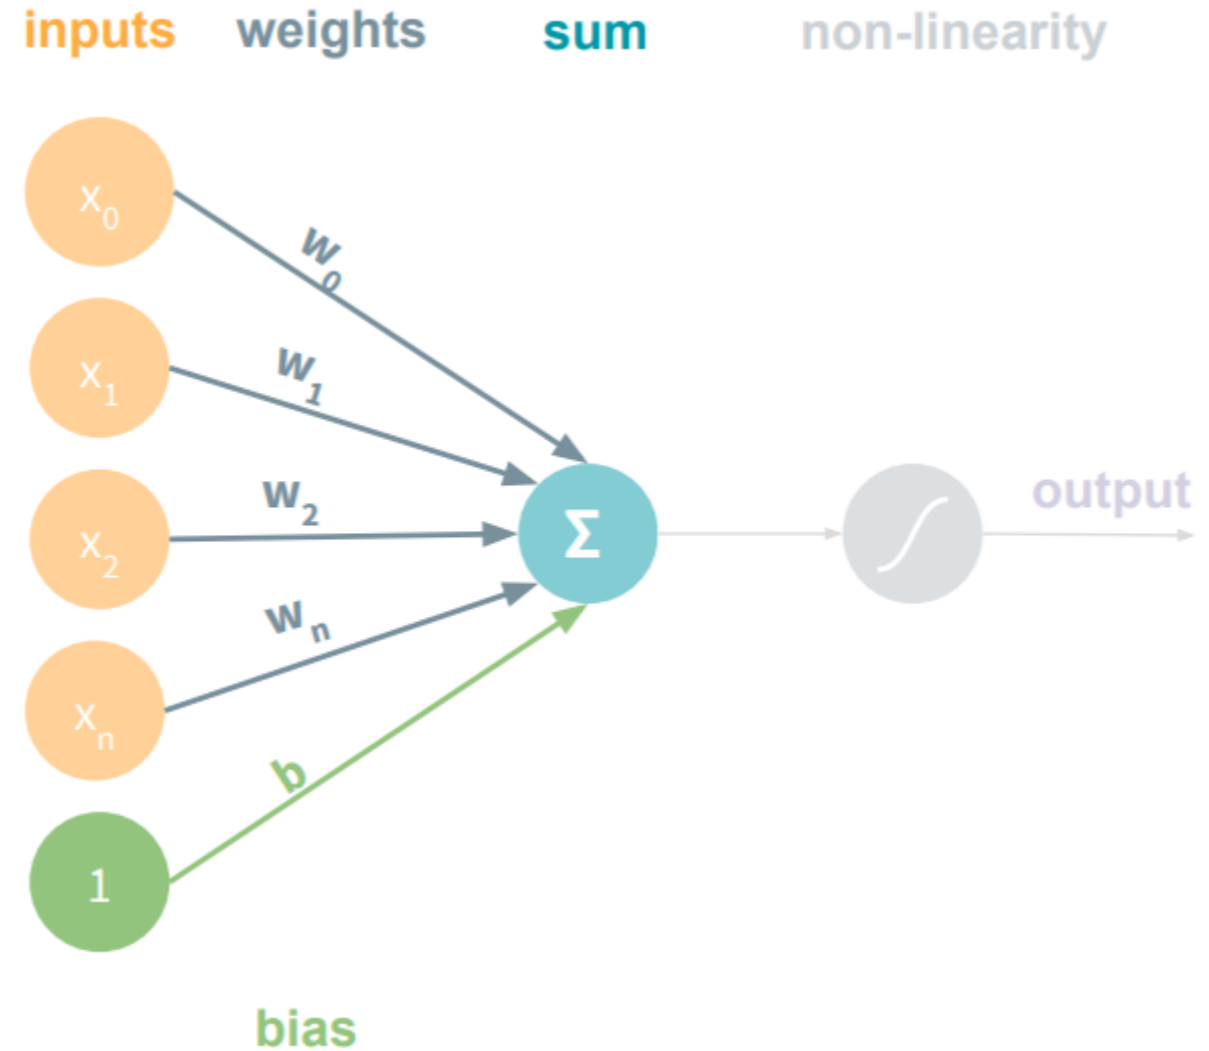 inputs weights sum non-linearity
x0
w0
x1
w1
x2
w2
Σ
output
xn
wn
b
1
bias